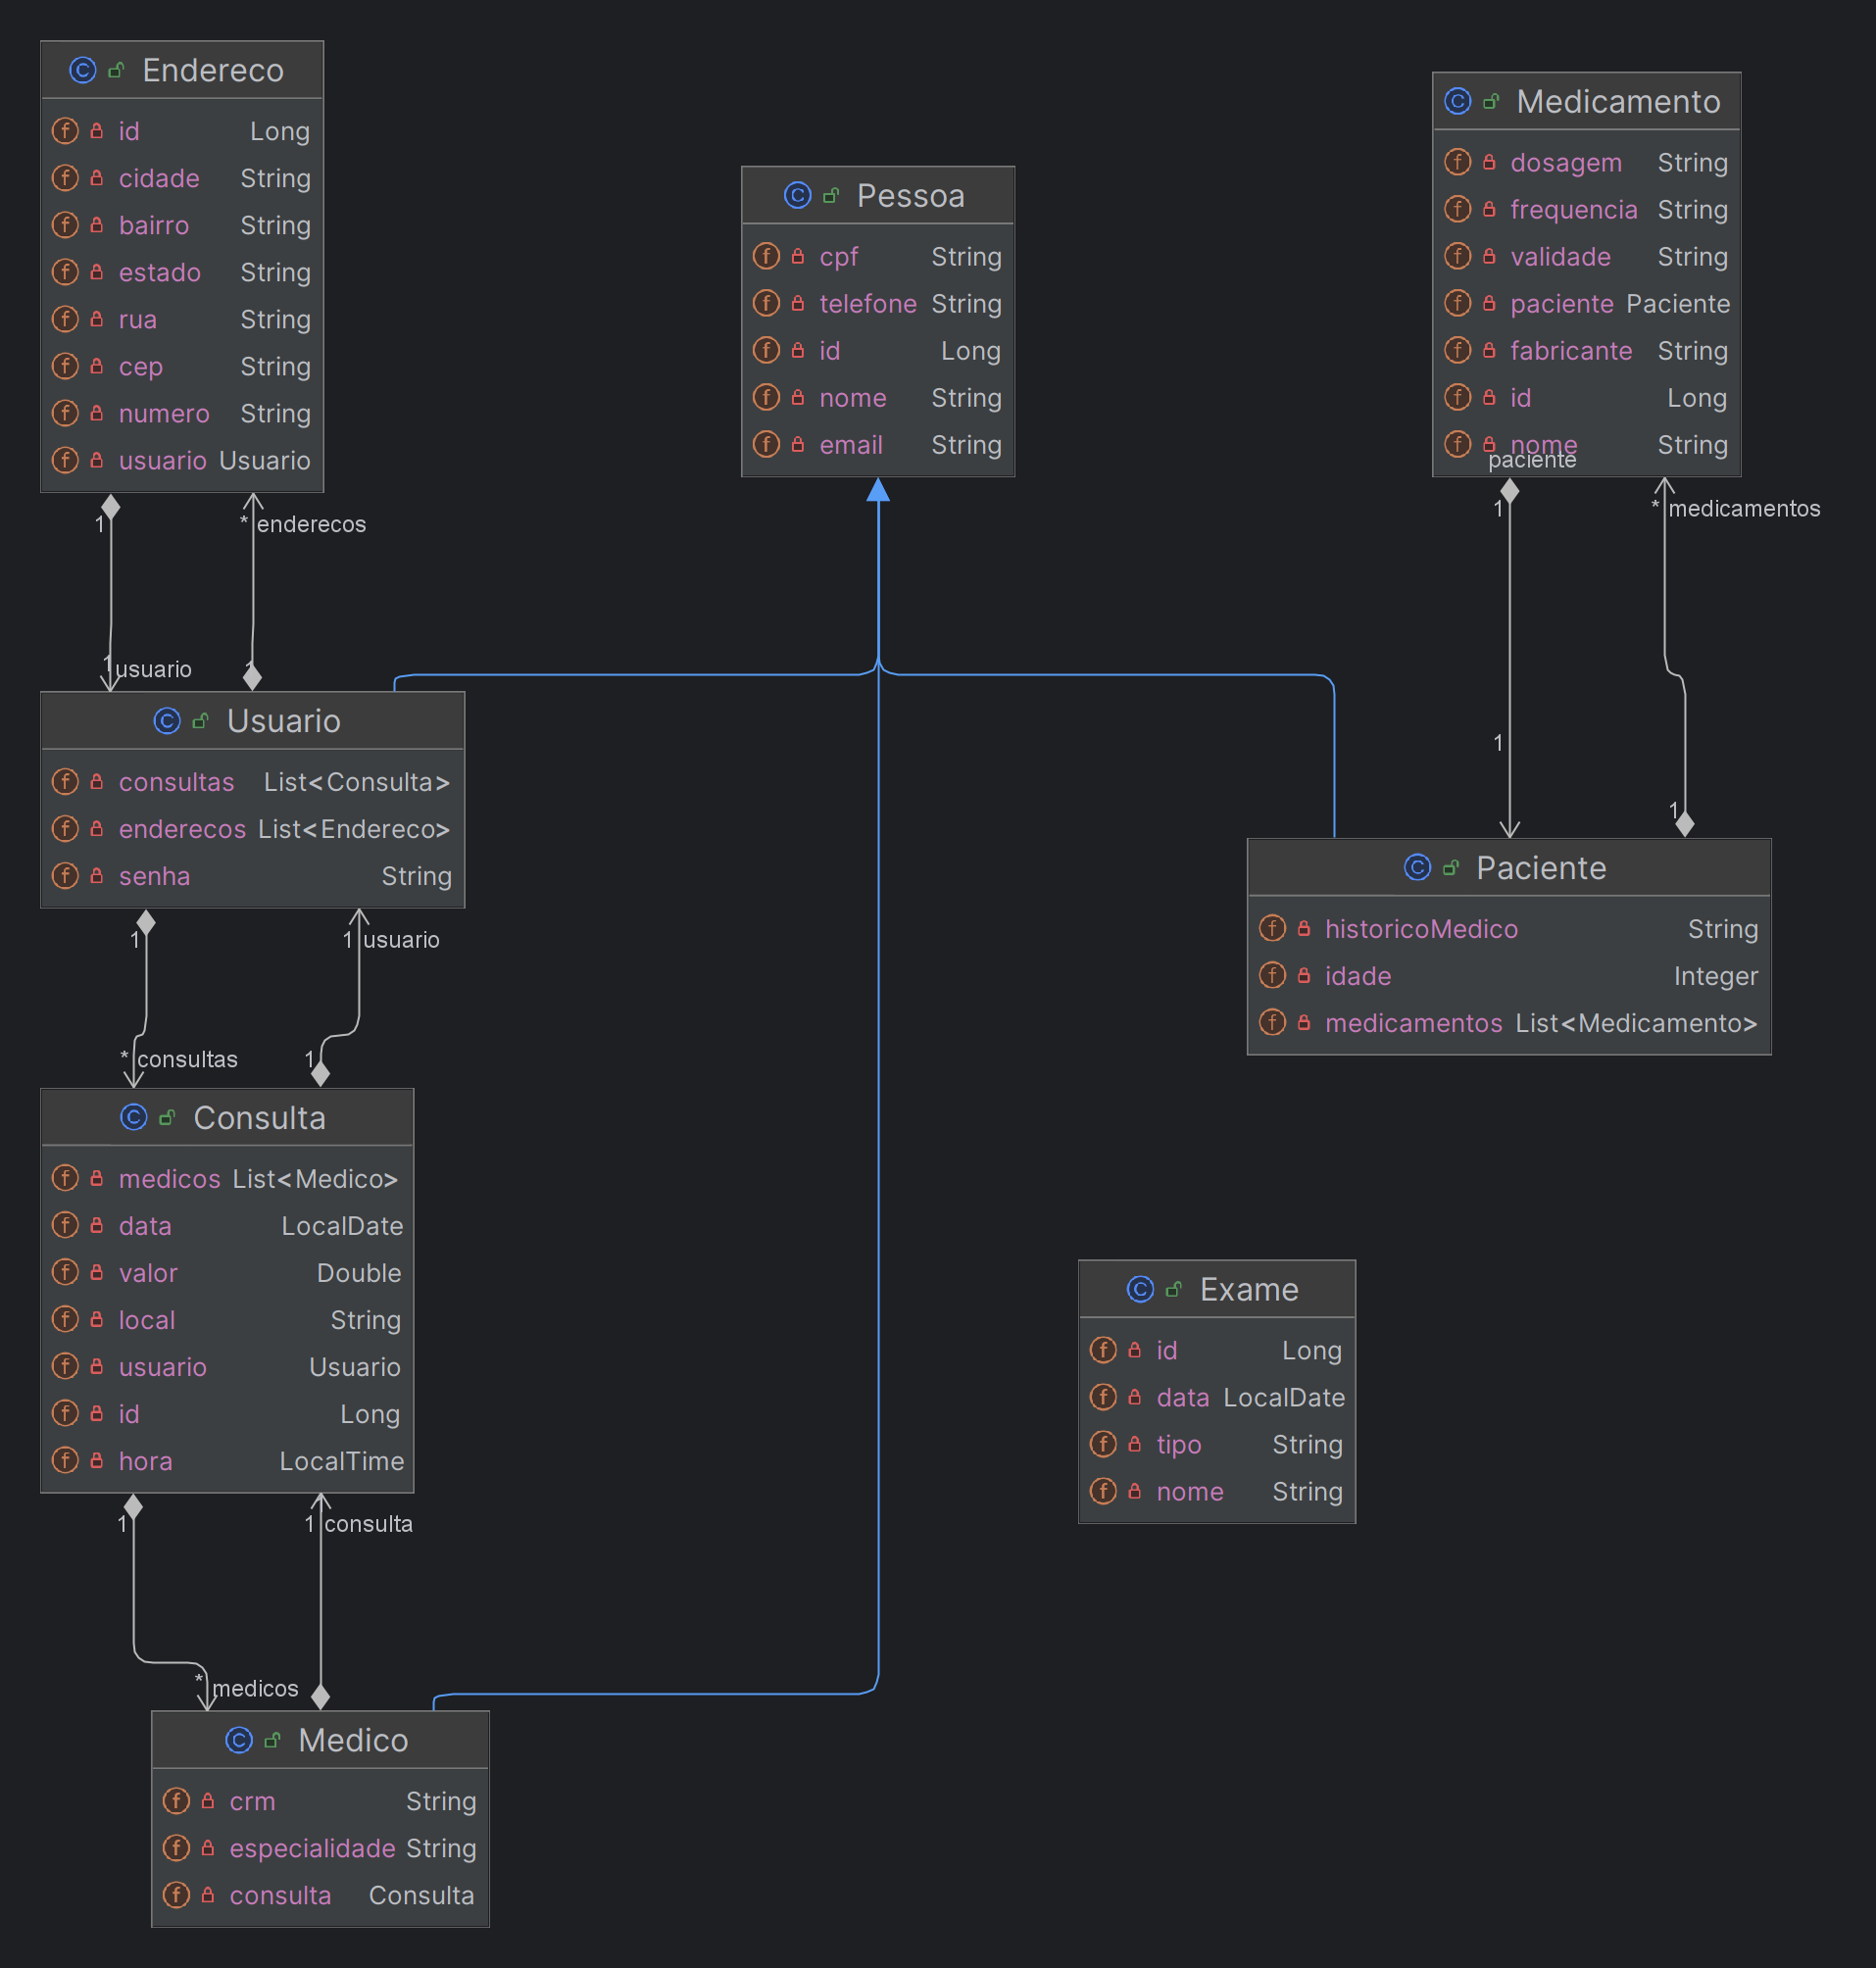 Endereco
id Long
cidade String
bairro String
estado String
rua String
cep String
numero String
usuario Usuario
1
* enderecos
1 usuario
1
Pessoa
cpf String
telefone String
id Long
nome String
email String
Medicamento
dosagem String
frequencia String
validade String
paciente Paciente
fabricante String
id Long
nome String
paciente
1
* medicamentos
1
1
Usuario
consultas List<Consulta>
enderecos List<Endereco>
senha String
1
1 usuario
* consultas
1
Paciente
historicoMedico String
idade Integer
medicamentos List<Medicamento>
Consulta
medicos List<Medico>
data LocalDate
valor Double
local String
usuario Usuario
id Long
hora LocalTime
1
1 consulta
* medicos
Exame
id Long
data LocalDate
tipo String
nome String
Medico
crm String
especialidade String
consulta Consulta